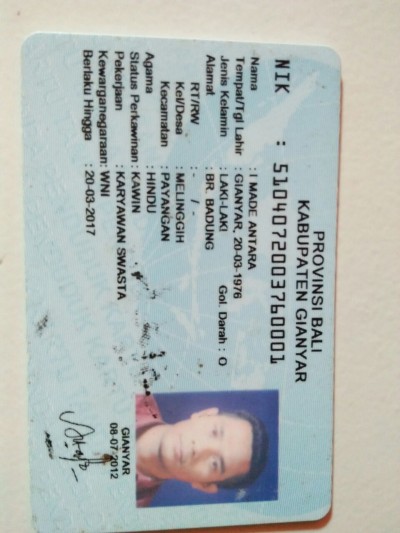 PROVINSI BALI
KABUPATEN GIANYAR
NIK : 5104072003760001
Nama : I MADE ANTARA
Tempat/Tgl Lahir : GIANYAR, 20-03-1976
Jenis Kelamin : LAKI-LAKI Gol. Darah : O
Alamat : BR. BADUNG
RT/RW : - / -
Kel/Desa : MELINGGIH
Kecamatan : PAYANGAN
Agama : HINDU
Status Perkawinan : KAWIN
Pekerjaan : KARYAWAN SWASTA
Kewarganegaraan: WNI
Berlaku Hingga : 20-03-2017
GIANYAR
08-07-2012